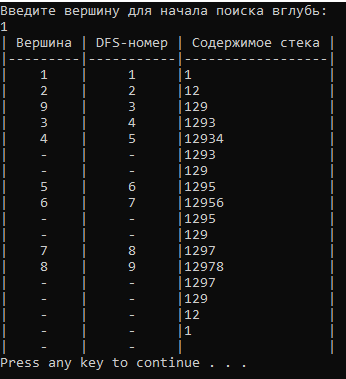 Введите вершину для начала поиска вглубь:
1
| Вершина | DFS-номер | Содержимое стека |
|---------|-----------|------------------|
| 1 | 1 |1 |
| 2 | 2 |12 |
| 9 | 3 |129 |
| 3 | 4 |1293 |
| 4 | 5 |12934 |
| - | - |1293 |
| - | - |129 |
| 5 | 6 |1295 |
| 6 | 7 |12956 |
| - | - |1295 |
| - | - |129 |
| 7 | 8 |1297 |
| 8 | 9 |12978 |
| - | - |1297 |
| - | - |129 |
| - | - |12 |
| - | - |1 |
| - | - | |
Press any key to continue . . .